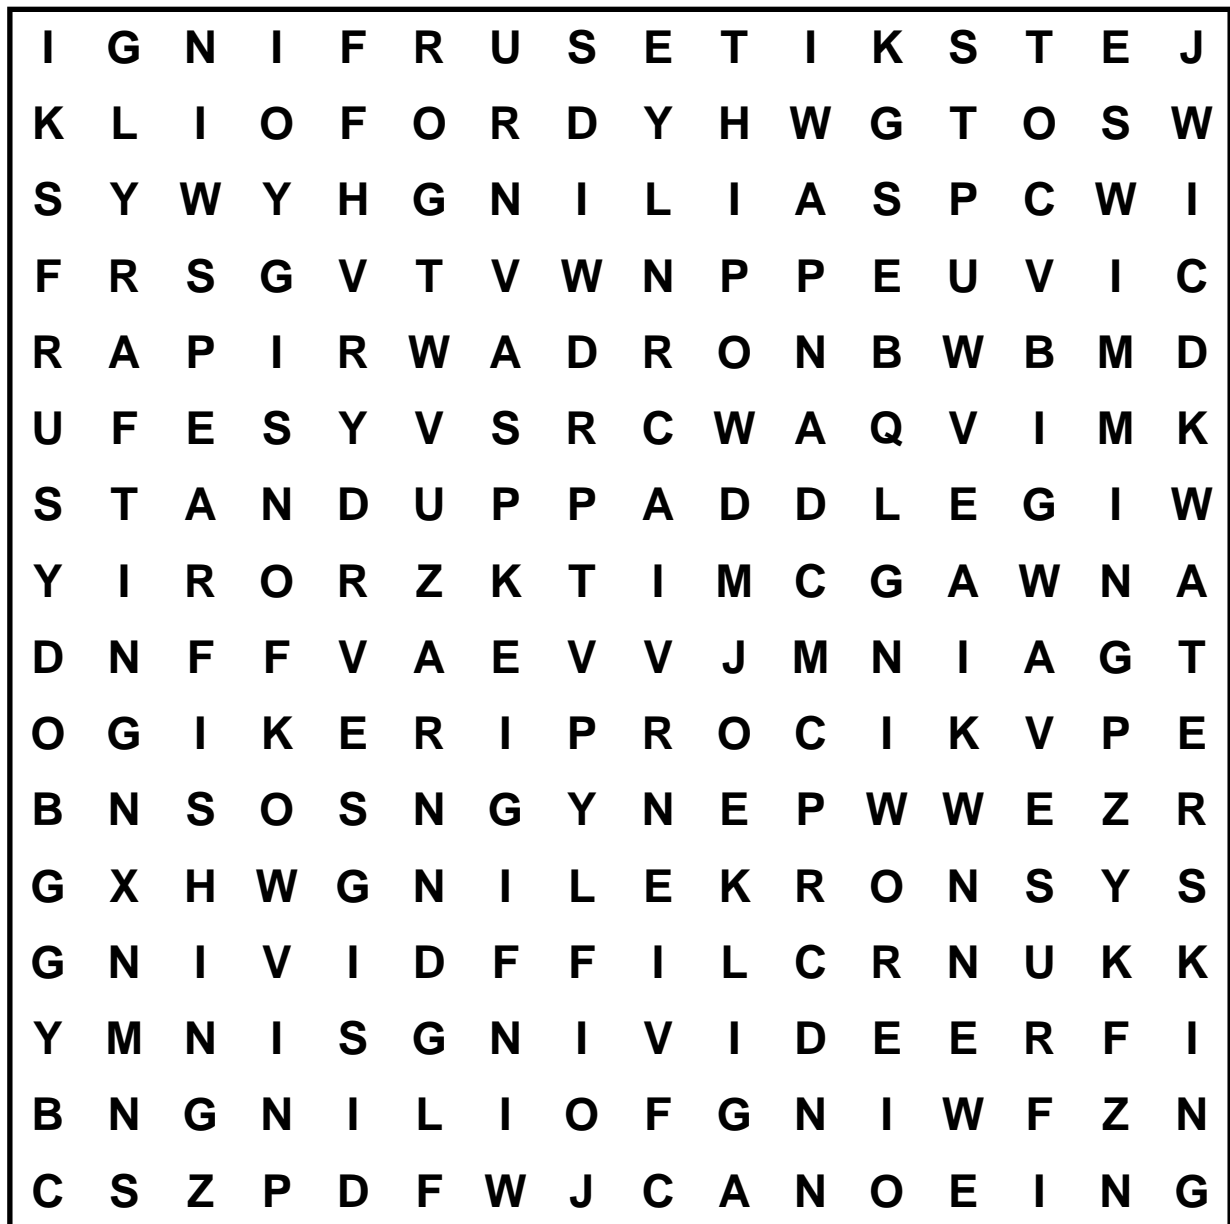 I G N I F R U S E T I K S T E J
K L I O F O R D Y H W G T O S W
S Y W Y H G N I L I A S P C W I
F R S G V T V W N P P E U V I C
R A P I R W A D R O N B W B M D
U F E S Y V S R C W A Q V I M K
S T A N D U P P A D D L E G I W
Y I R O R Z K T I M C G A W N A
D N F F V A E V V J M N I A G T
O G I K E R I P R O C I K V P E
B N S O S N G Y N E P W W E Z R
G X H W G N I L E K R O N S Y S
G N I V I D F F I L C R N U K K
Y M N I S G N I V I D E E R F I
B N G N I L I O F G N I W F Z N
C S Z P D F W J C A N O E I N G